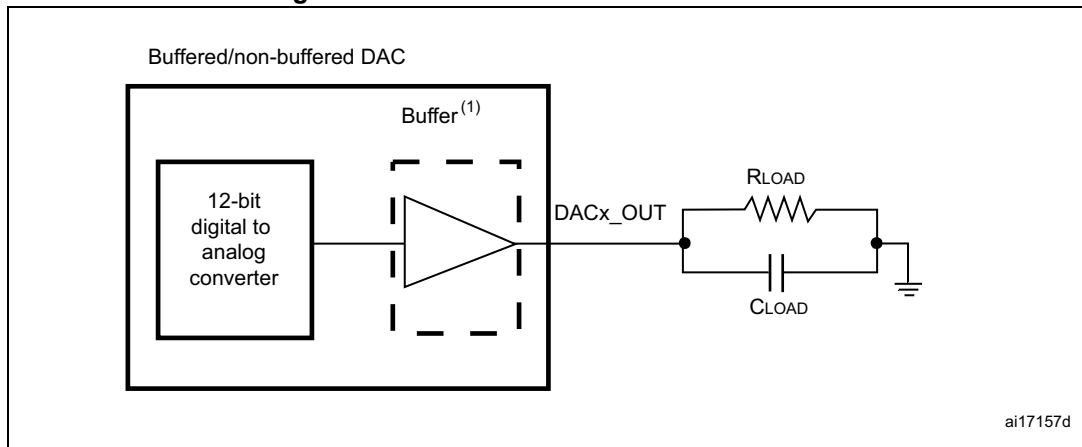 Buffered/non-buffered DAC
Buffer(1)
12-bit
digital to
analog
converter
DACx_OUT
RLOAD
CLOAD
ai17157d